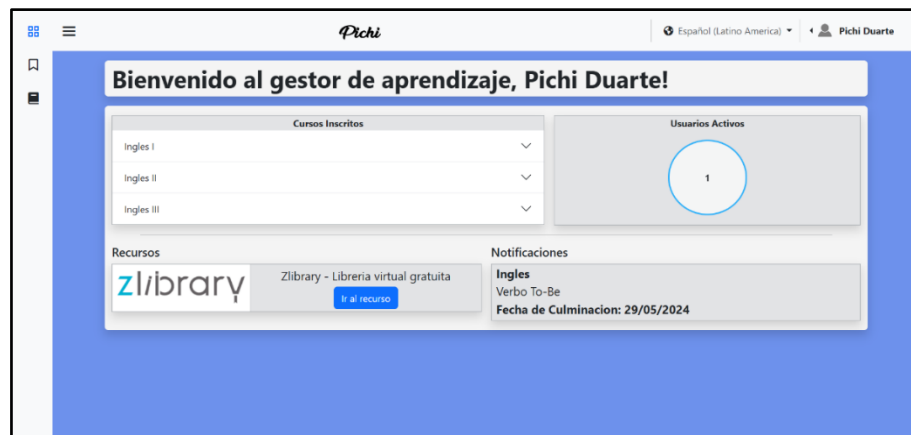 Pichi
Español (Latino America)
Pichi Duarte
Bienvenido al gestor de aprendizaje, Pichi Duarte!
Cursos Inscritos
Ingles I
Ingles II
Ingles III
Usuarios Activos
1
Recursos
zlibrary
Zlibrary - Libreria virtual gratuita
Ir al recurso
Notificaciones
Ingles
Verbo To-Be
Fecha de Culminacion: 29/05/2024